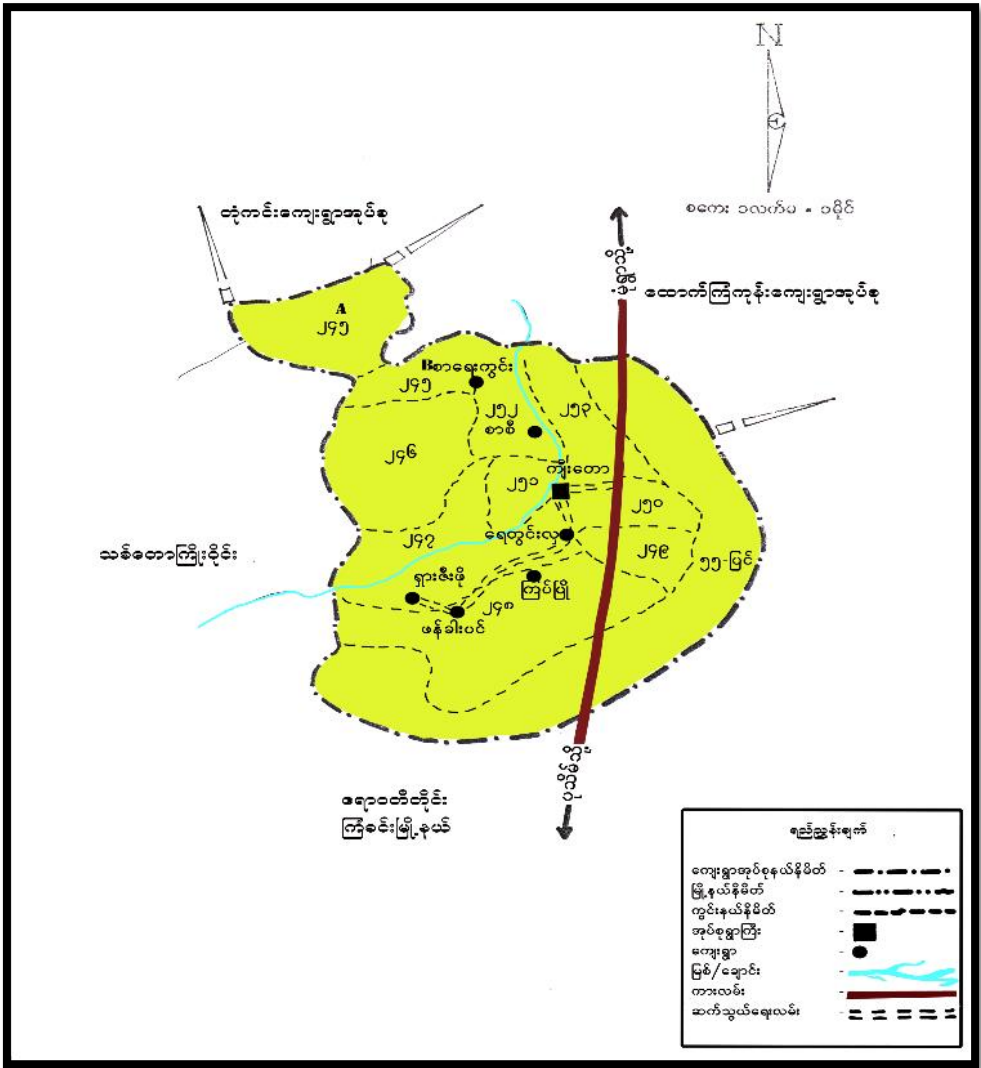 N
စကေး ၁လက်မ = ၁မိုင်
တုံကင်းကျေးရွာအုပ်စု
ထောက်ကြံ့ကုန်းကျေးရွာအုပ်စု
A
၂၄၅
Bစာရေးကွင်း
၂၄၅
၂၅၂
၂၅၃
စာစီ
၂၄၆
ကျီးတော
၂၅၁
၂၅၀
ရေတွင်းလှ
၂၄၇
၂၄၉
၅၅-ပြင်
သစ်တောကြိုးဝိုင်း
ရှားဇီးဖို
ကြပ်မြို
၂၄၈
ဖန်ခါးပင်
ပုသိမ်သို့
ဧရာဝတီတိုင်း
ကြံခင်းမြို့နယ်
ရည်ညွှန်းချက်
ကျေးရွာအုပ်စုနယ်နိမိတ် -
မြို့နယ်နိမိတ် -
ကွင်းနယ်နိမိတ် -
အုပ်စုရွာကြီး -
ကျေးရွာ -
မြစ်/ချောင်း -
ကားလမ်း -
ဆက်သွယ်ရေးလမ်း -